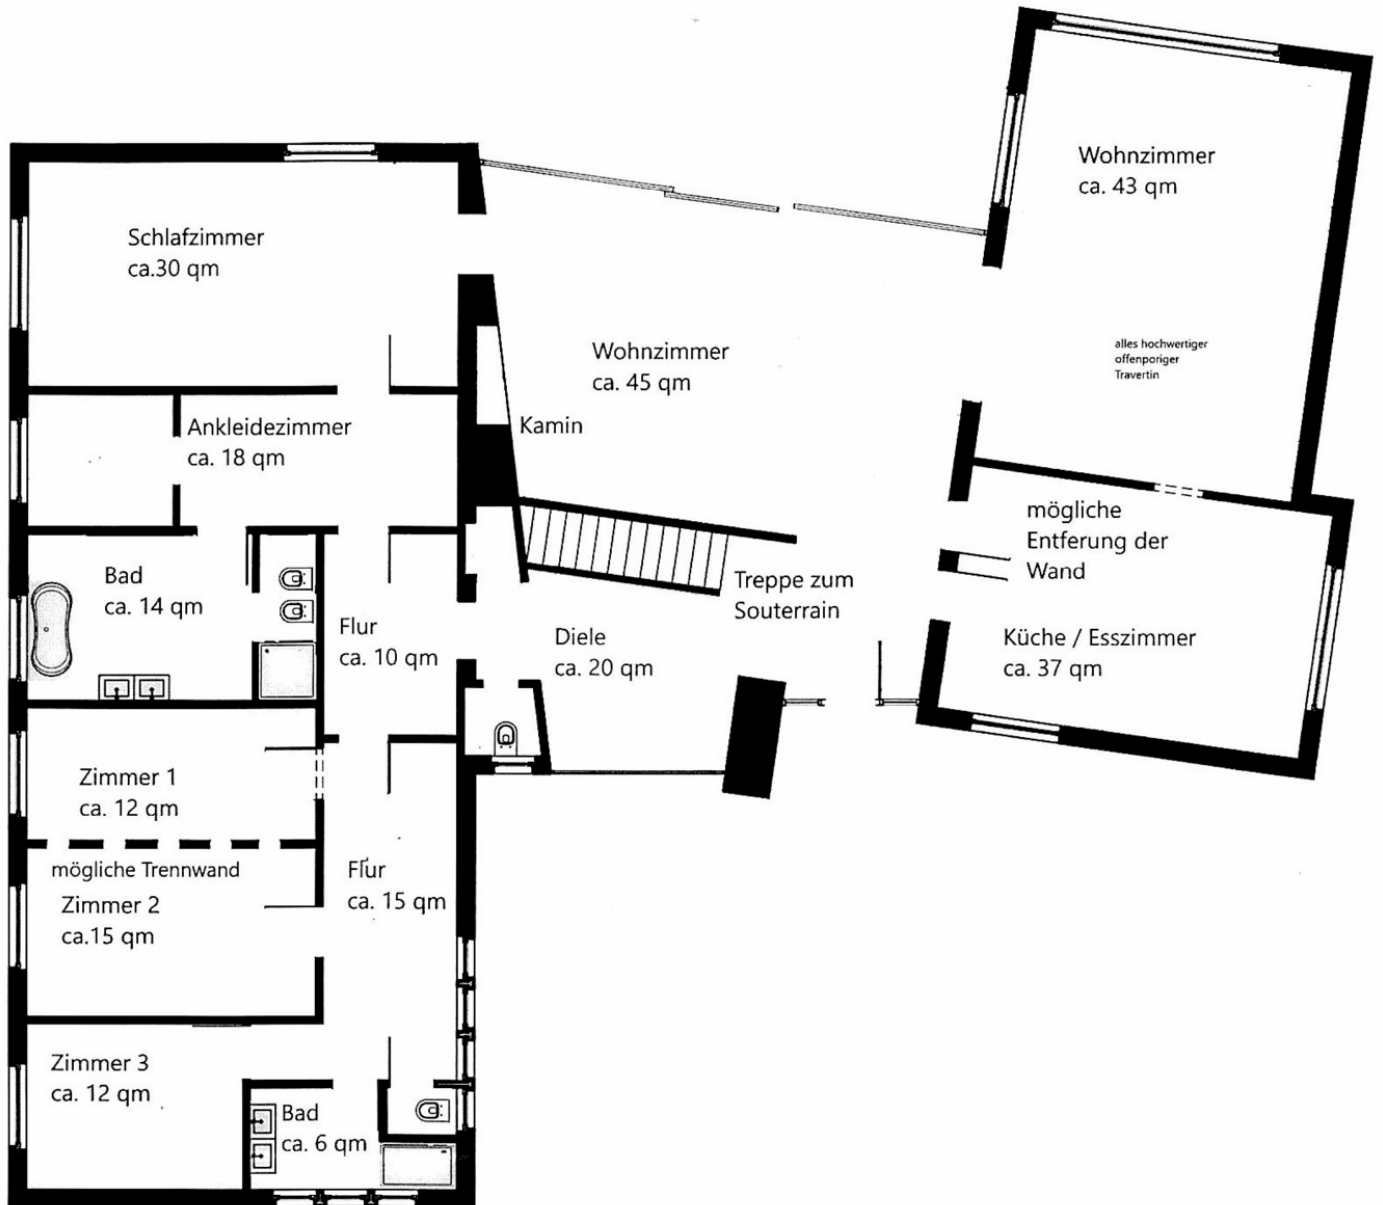 Wohnzimmer
ca. 43 qm
Schlafzimmer
ca.30 qm
alles hochwertiger
offenporiger
Travertin
Wohnzimmer
ca. 45 qm
Kamin
Ankleidezimmer
ca. 18 qm
mögliche
Entferung der
Wand
Bad
ca. 14 qm
Treppe zum
Souterrain
Flur
ca. 10 qm
Diele
ca. 20 qm
Küche / Esszimmer
ca. 37 qm
Zimmer 1
ca. 12 qm
mögliche Trennwand
Zimmer 2
ca.15 qm
Flur
ca. 15 qm
Zimmer 3
ca. 12 qm
Bad
ca. 6 qm